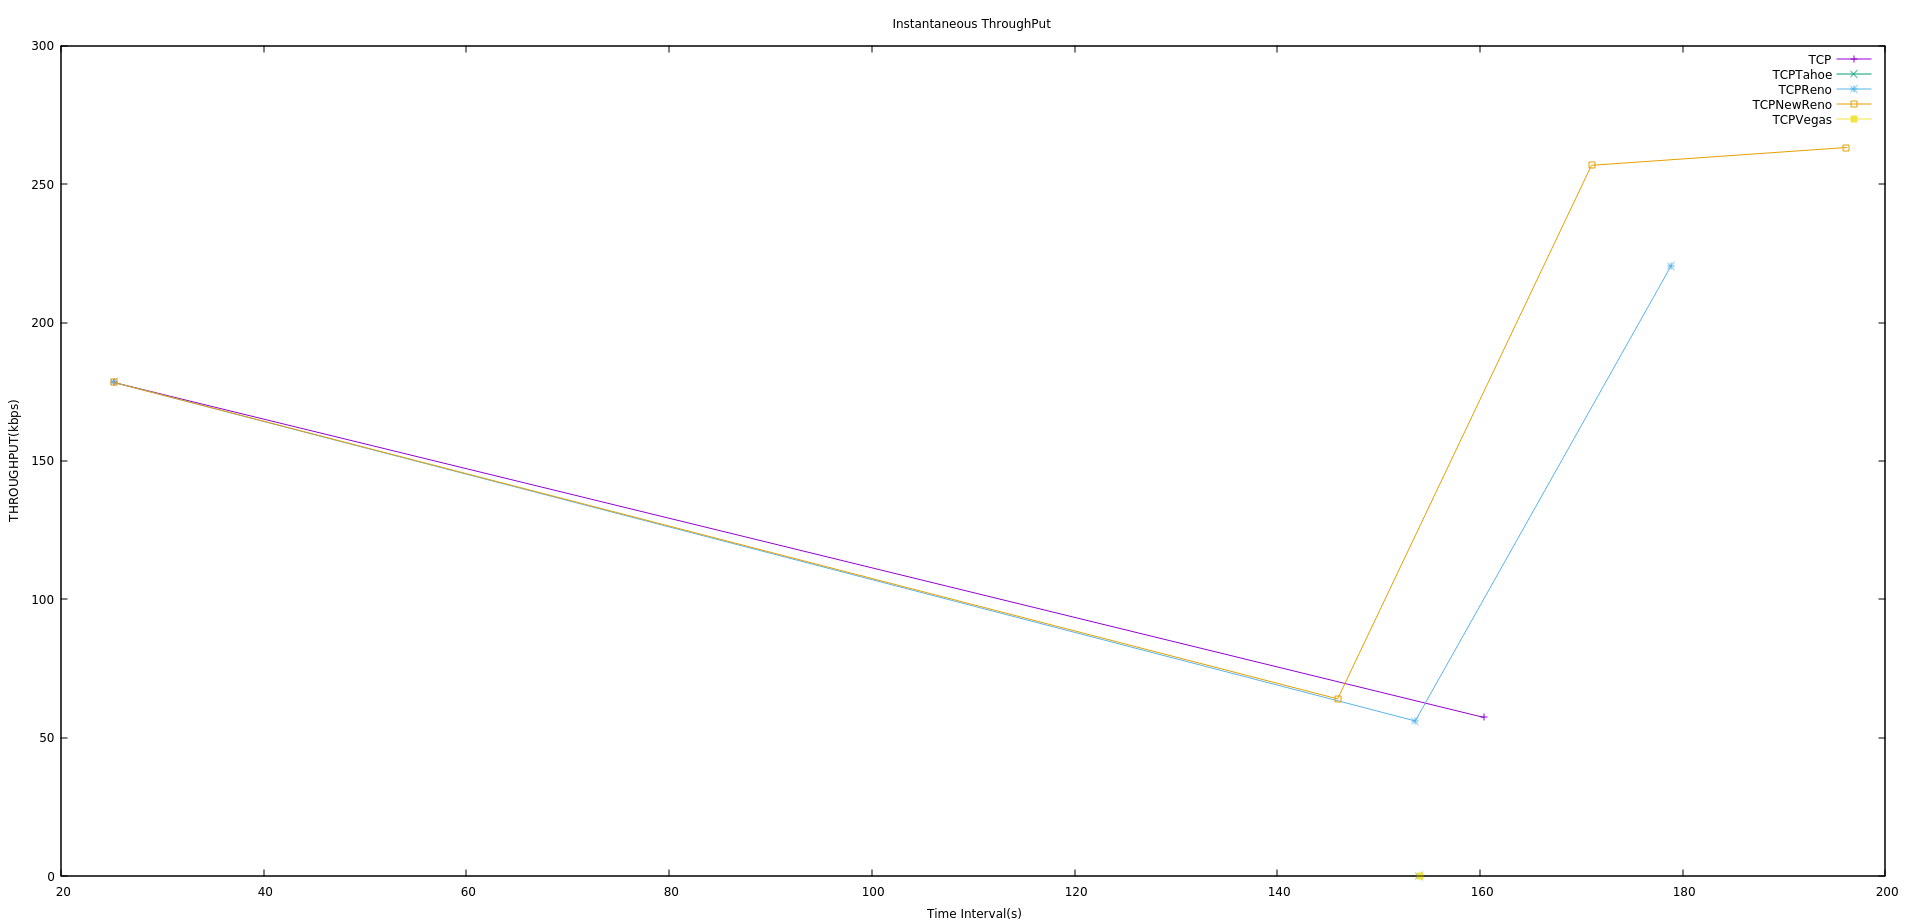 Instantaneous ThroughPut
300
250
200
150
100
50
0
THROUGHPUT(kbps)
TCP
TCPTahoe
TCPReno
TCPNewReno
TCPVegas
20 40 60 80 100 120 140 160 180 200
Time Interval(s)